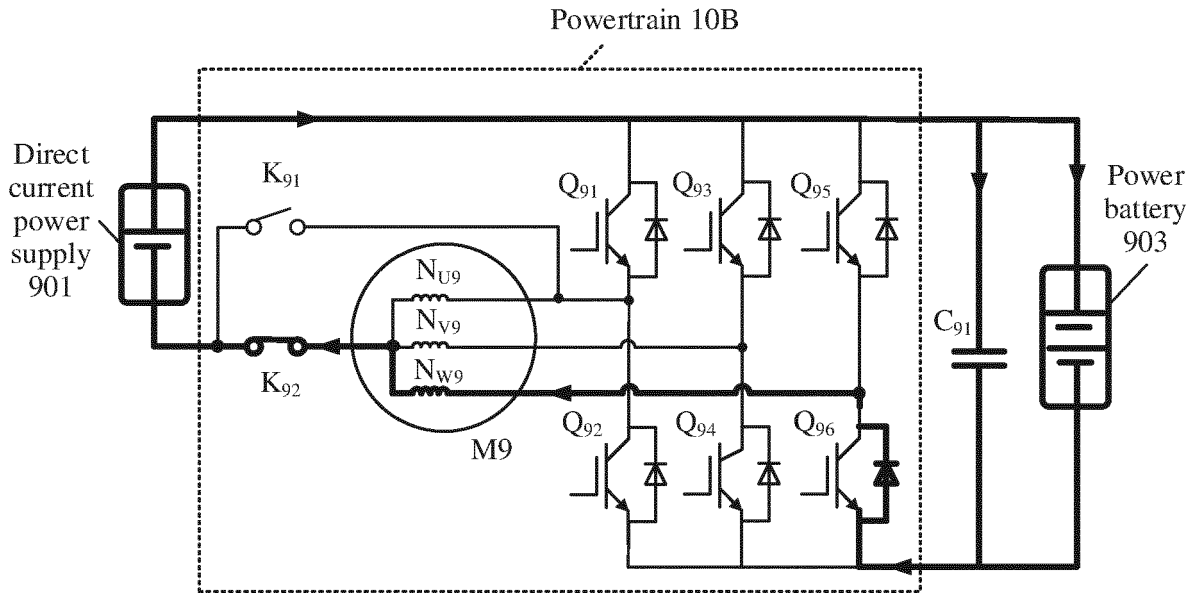 Powertrain 10B
Direct
current
power
supply
901
K91
Q91
Q93
Q95
Power
battery
903
NU9
NV9
NW9
C91
K92
M9
Q92
Q94
Q96